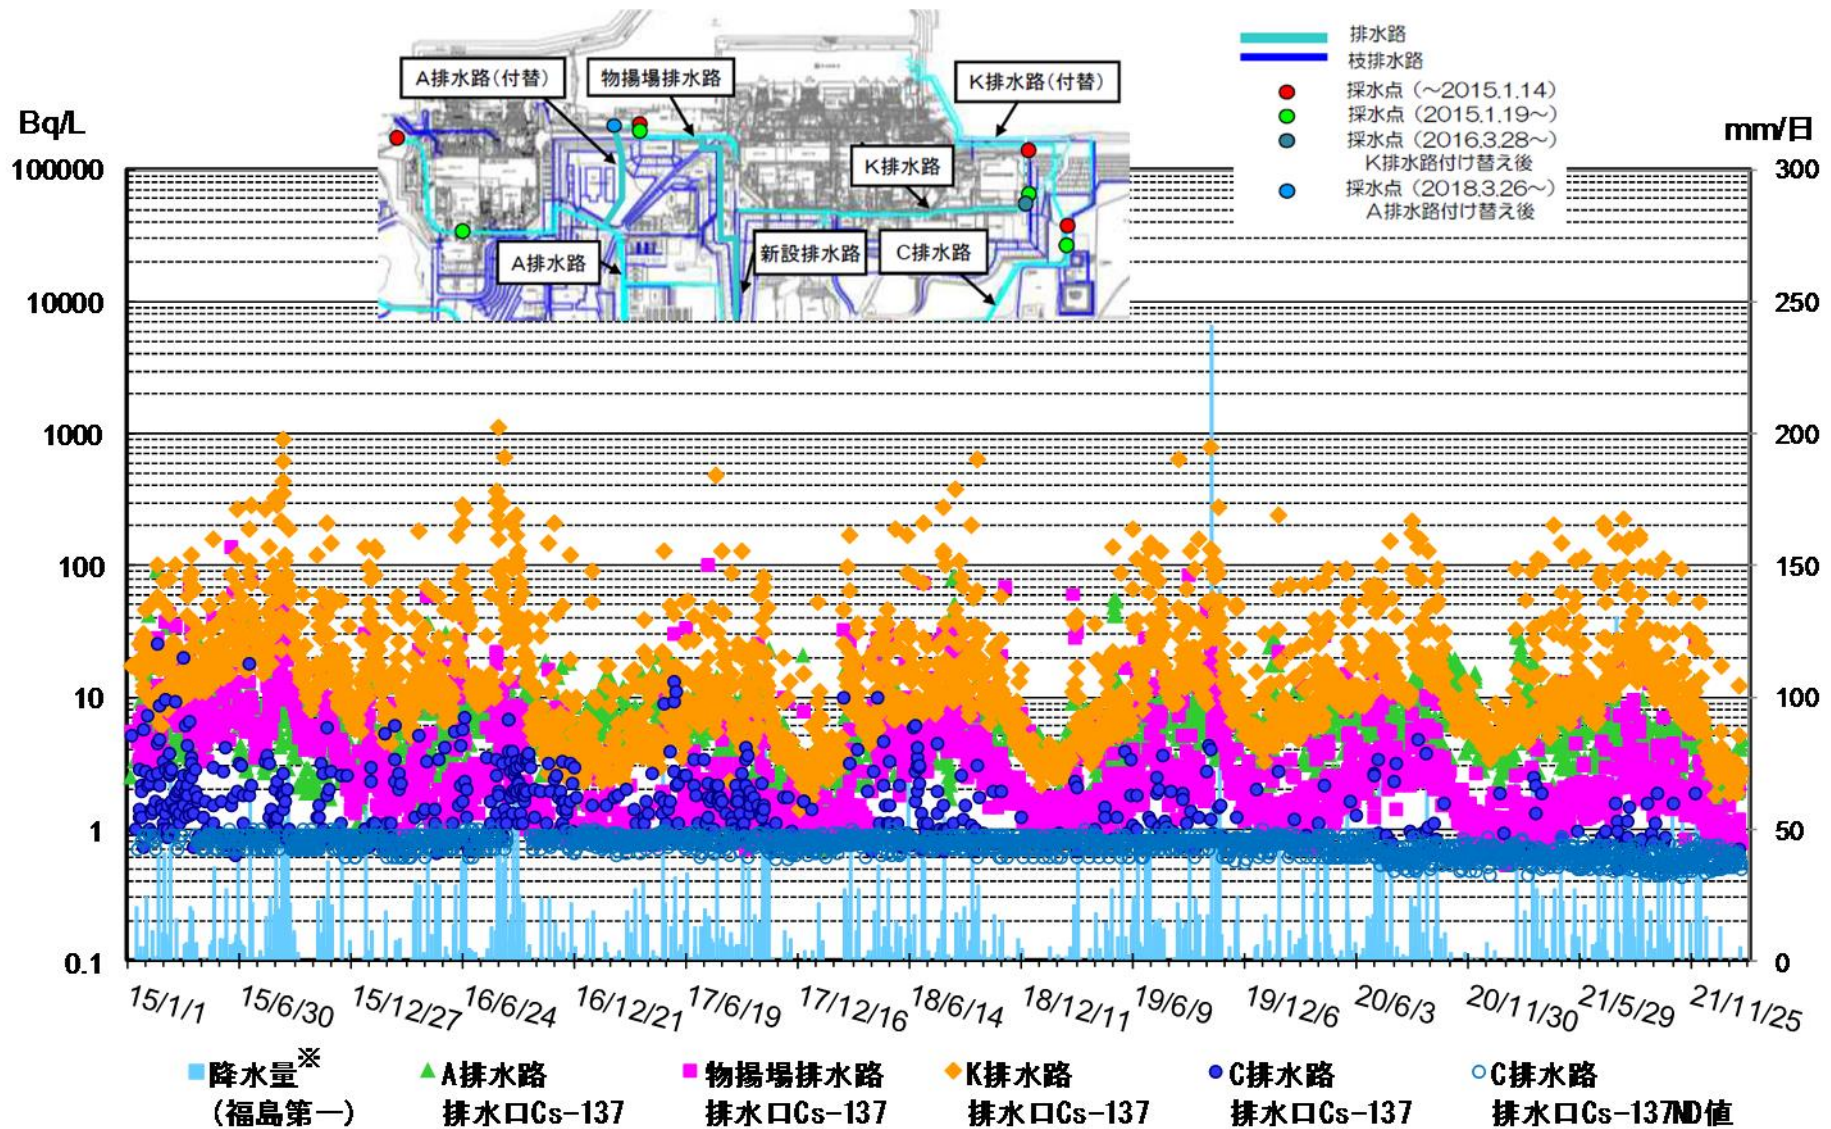 A排水路(付替)
物揚場排水路
K排水路(付替)
K排水路
A排水路
新設排水路
C排水路
排水路
枝排水路
採水点（～2015.1.14）
採水点（2015.1.19～）
採水点（2016.3.28～）
K排水路付け替え後
採水点（2018.3.26～）
A排水路付け替え後
Bq/L
mm/日
100000
10000
1000
100
10
1
0.1
300
250
200
150
100
50
0
15/1/1
15/6/30
15/12/27
16/6/24
16/12/21
17/6/19
17/12/16
18/6/14
18/12/11
19/6/9
19/12/6
20/6/3
20/11/30
21/5/29
21/11/25
降水量※
(福島第一)
A排水路
排水口Cs-137
物揚場排水路
排水口Cs-137
K排水路
排水口Cs-137
C排水路
排水口Cs-137
C排水路
排水口Cs-137ND値